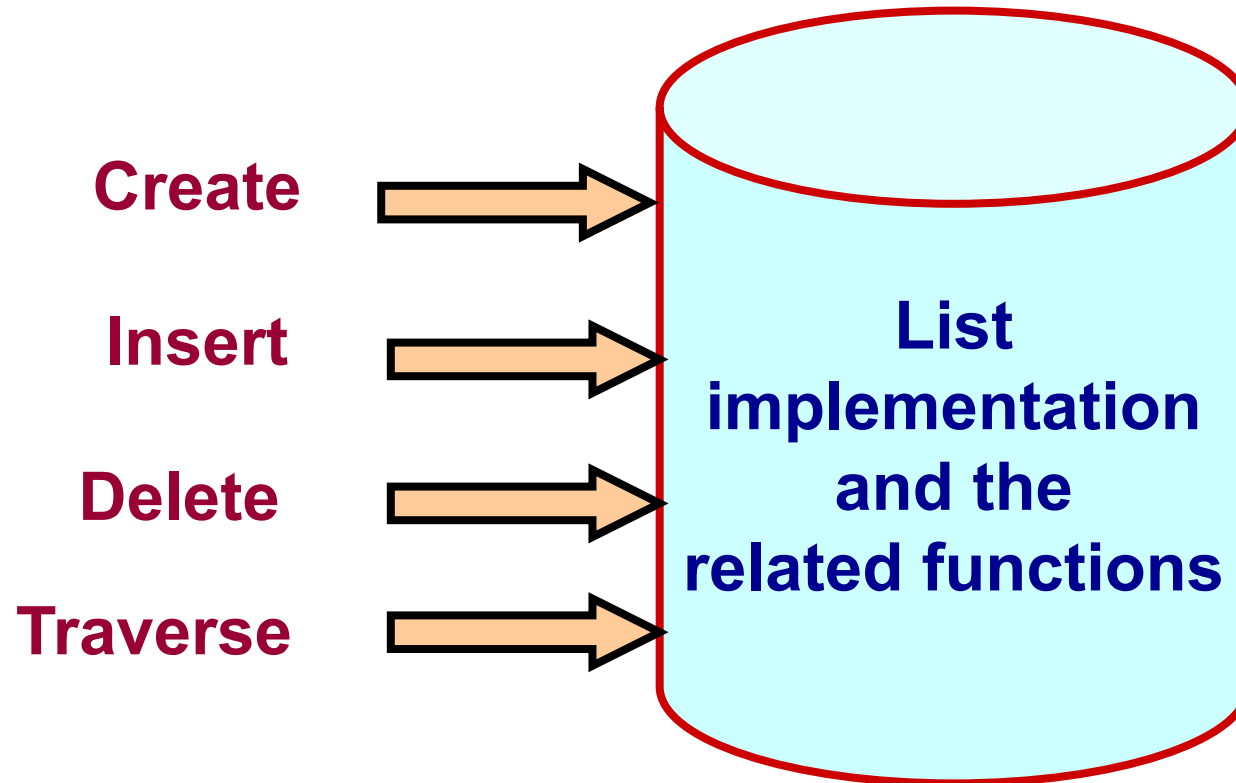 Create
Insert
Delete
Traverse
List
implementation
and the
related functions